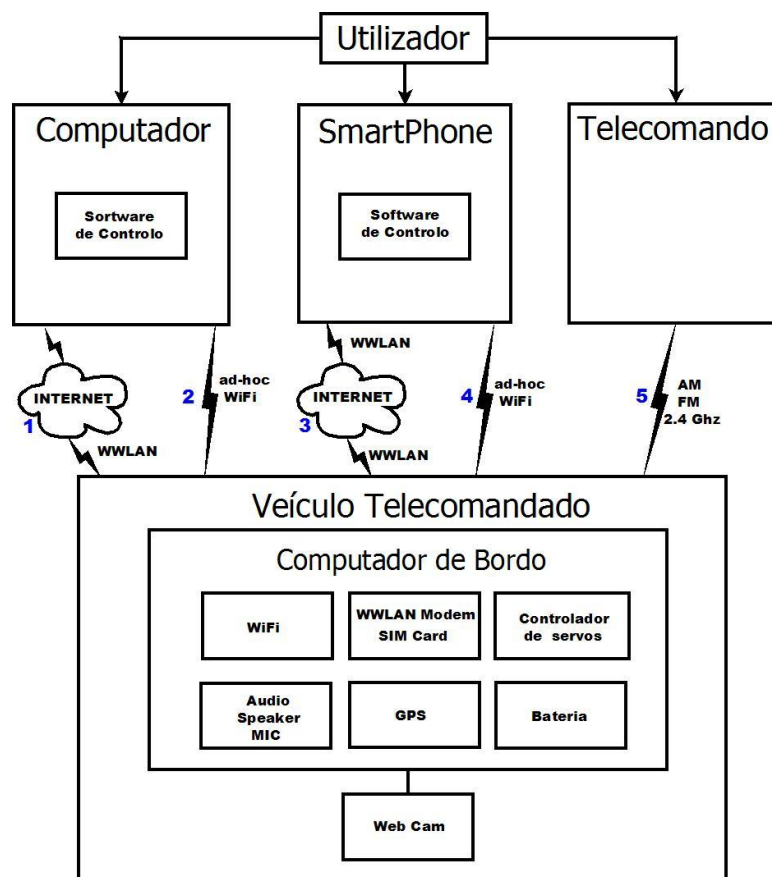 Utilizador
Computador
SmartPhone
Telecomando
Sortware
de Controlo
Software
de Controlo
WWLAN
INTERNET
1
WWLAN
2
ad-hoc
WiFi
INTERNET
3
WWLAN
4
ad-hoc
WiFi
5
AM
FM
2.4 Ghz
Veículo Telecomandado
Computador de Bordo
WiFi
WWLAN Modem
SIM Card
Controlador
de servos
Audio
Speaker
MIC
GPS
Bateria
Web Cam